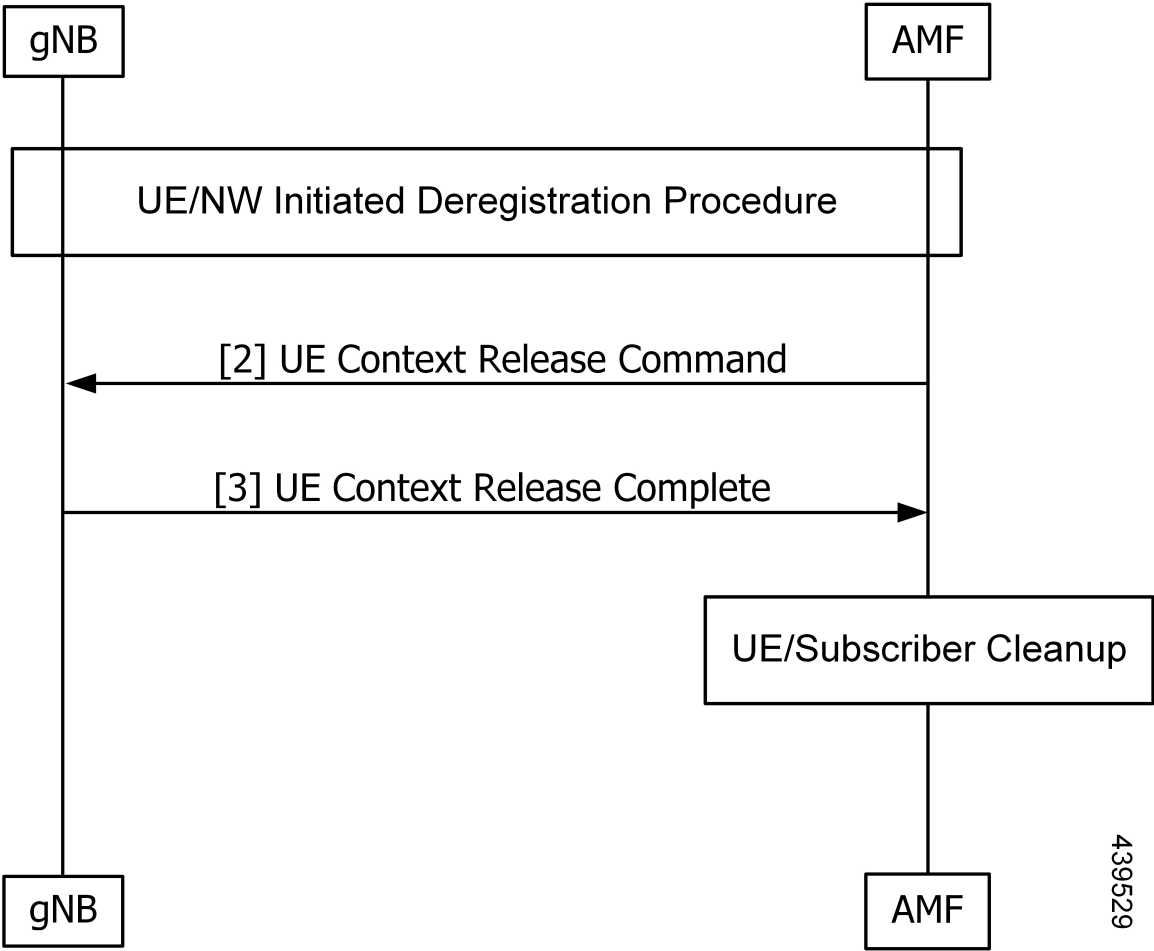 gNB
AMF
UE/NW Initiated Deregistration Procedure
[2] UE Context Release Command
[3] UE Context Release Complete
UE/Subscriber Cleanup
439529
gNB
AMF